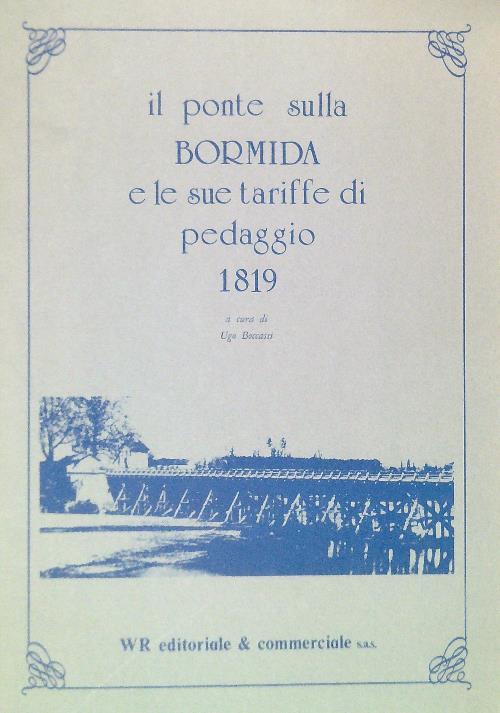 il ponte sulla
BORMIDA
e le sue tariffe di
pedaggio
1819
a cura di
Ugo Boccassi
WR editoriale & commerciale s.a.s.